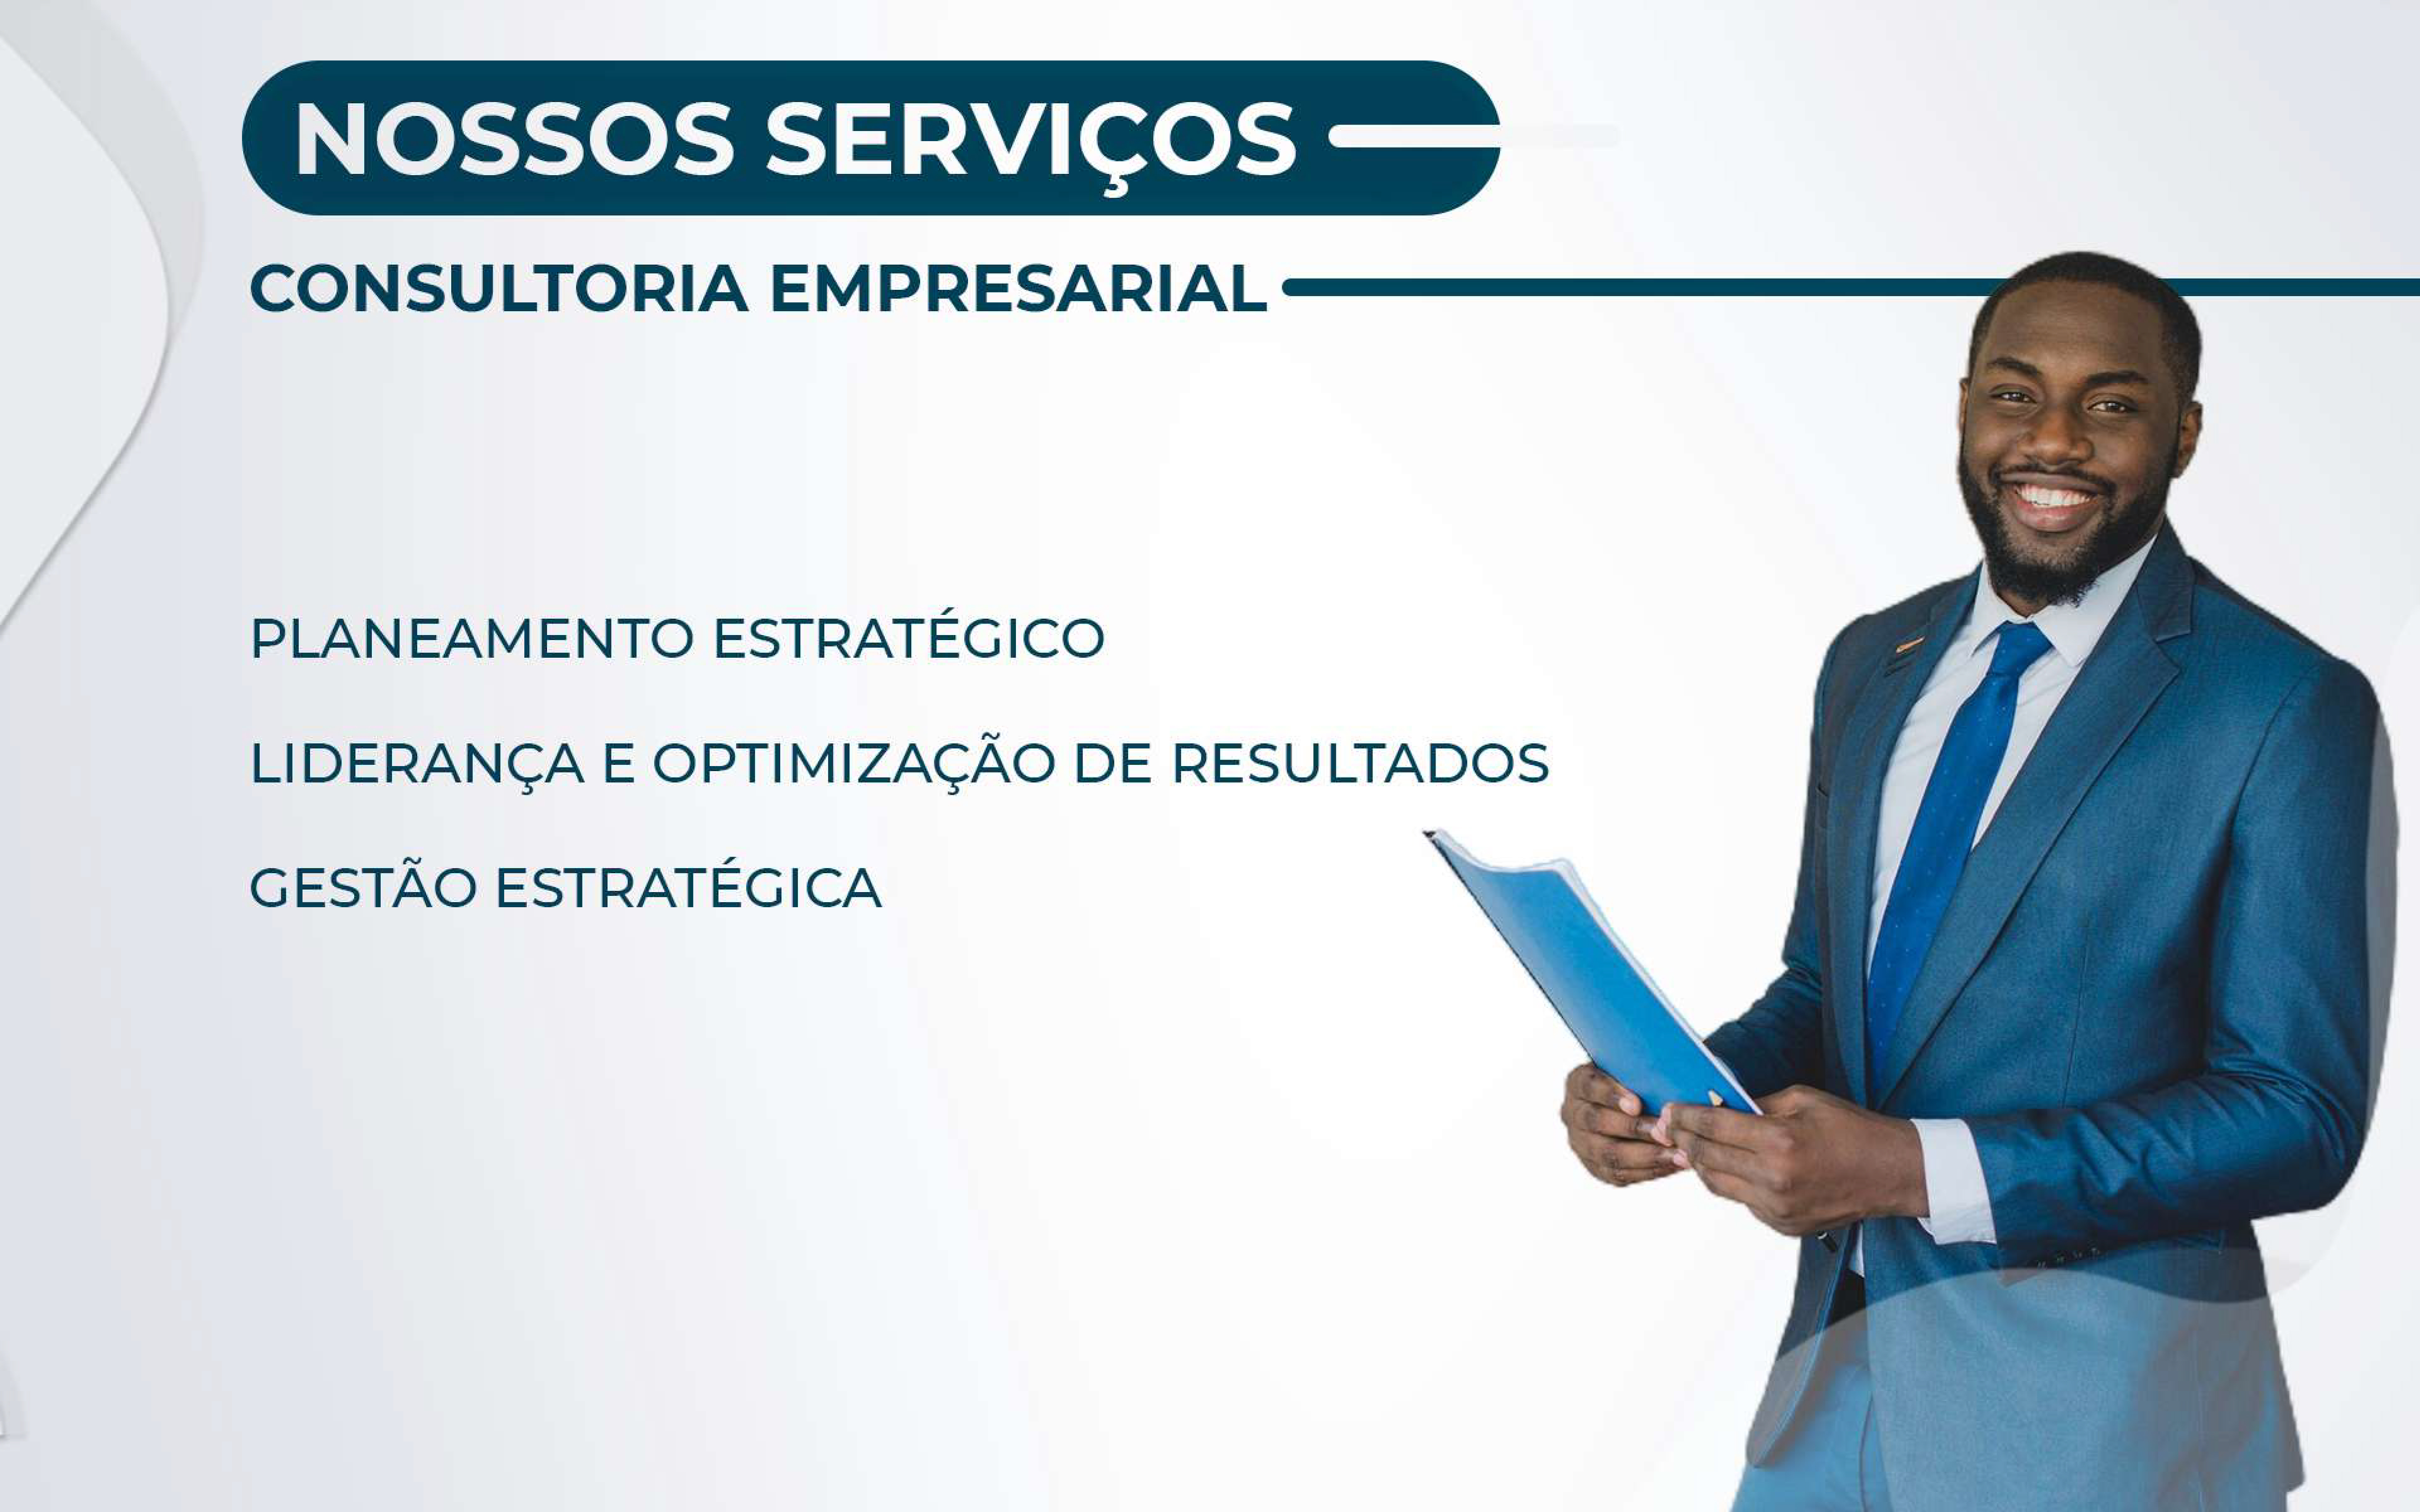 NOSSOS SERVIÇOS
CONSULTORIA EMPRESARIAL
PLANEAMENTO ESTRATÉGICO
LIDERANÇA E OPTIMIZAÇÃO DE RESULTADOS
GESTÃO ESTRATÉGICA